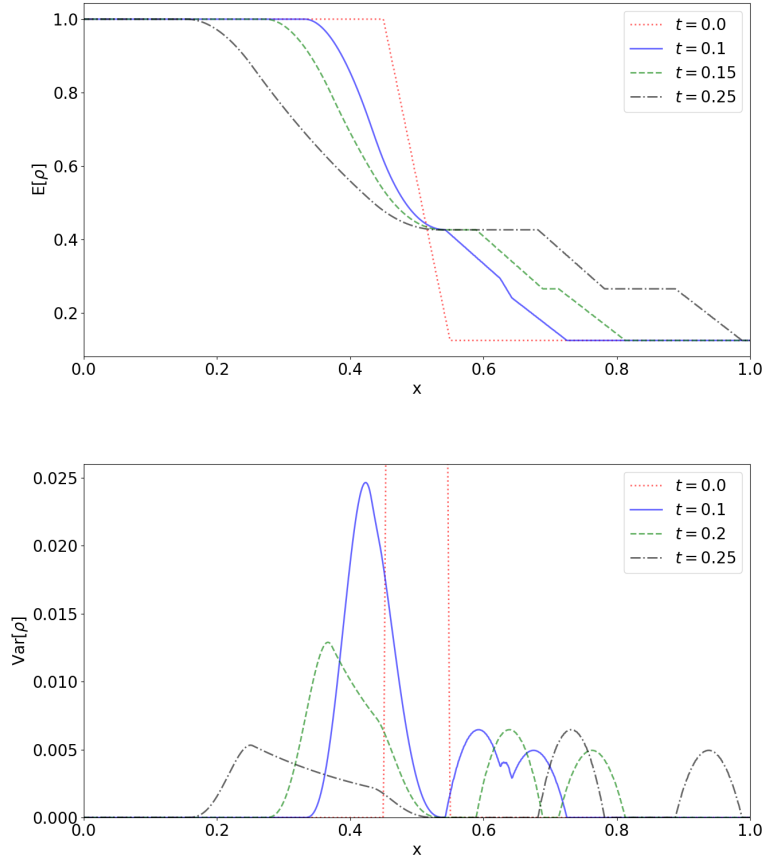 1.0
0.8
0.6
0.4
0.2
E[ρ]
t = 0.0
t = 0.1
t = 0.15
t = 0.25
0.0 0.2 0.4 0.6 0.8 1.0
x
0.025
0.020
0.015
0.010
0.005
0.000
Var[ρ]
t = 0.0
t = 0.1
t = 0.2
t = 0.25
0.0 0.2 0.4 0.6 0.8 1.0
x